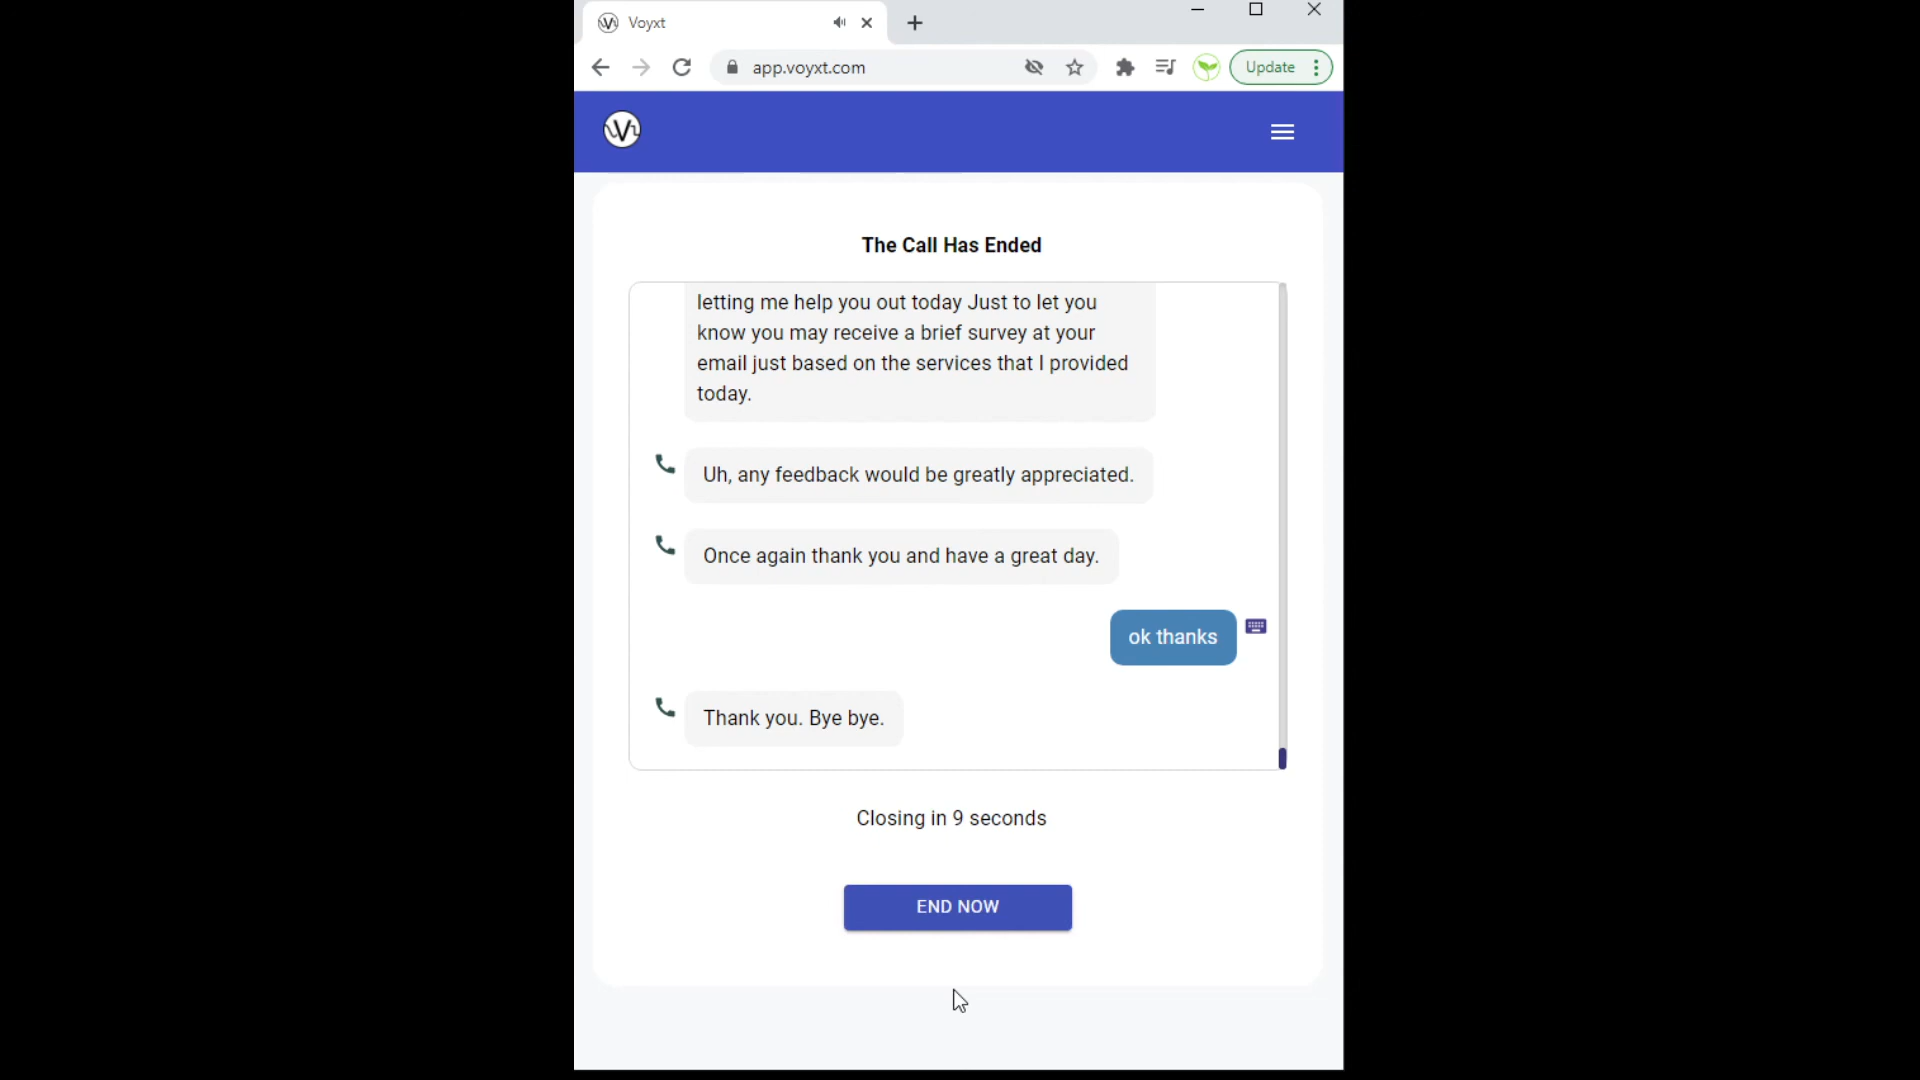 Voyxt
app.voyxt.com
Update
The Call Has Ended
letting me help you out today Just to let you
know you may receive a brief survey at your
email just based on the services that I provided
today.
Uh, any feedback would be greatly appreciated.
Once again thank you and have a great day.
ok thanks
Thank you. Bye bye.
Closing in 9 seconds
END NOW